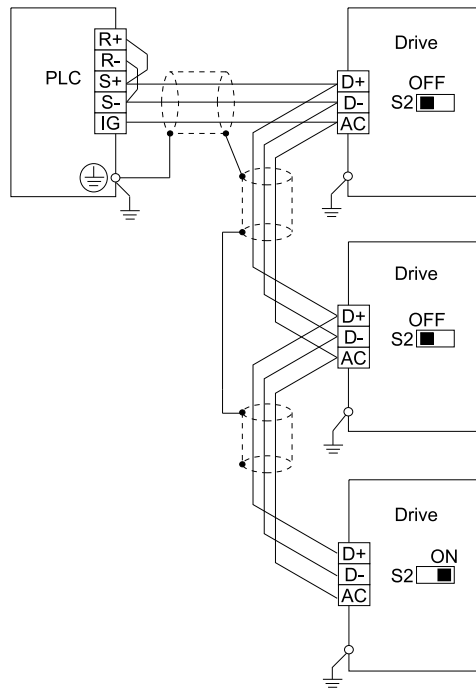 R+
R-
PLC
S+
S-
IG
Drive
OFF
S2
D+
D-
AC
Drive
OFF
S2
D+
D-
AC
Drive
ON
S2
D+
D-
AC